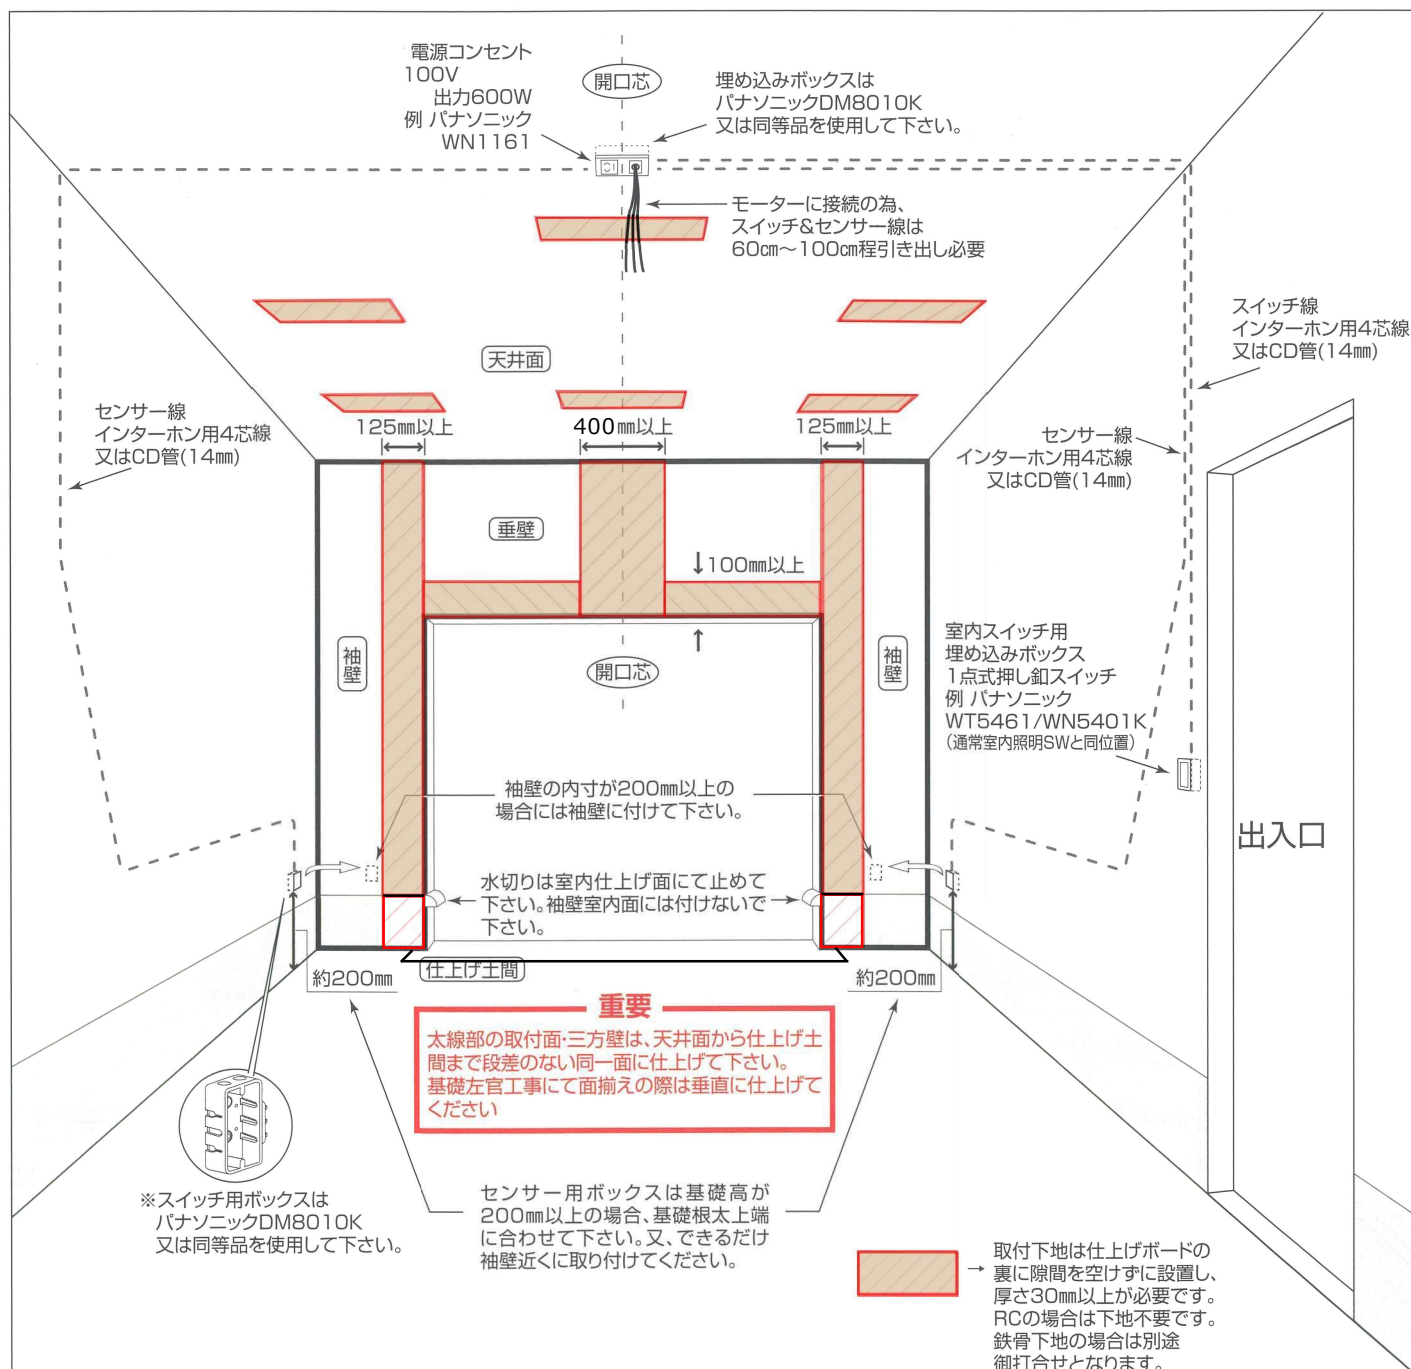 電源コンセント
100V
出力600W
例 パナソニック
WN1161
開口芯
埋め込みボックスは
パナソニックDM8010K
又は同等品を使用して下さい。
モーターに接続の為、
スイッチ&センサー線は
60㎝〜100㎝程引き出し必要
スイッチ線
インターホン用4芯線
又はCD管(14㎜)
天井面
センサー線
インターホン用4芯線
又はCD管(14㎜)
125㎜以上
400㎜以上
125㎜以上
センサー線
インターホン用4芯線
又はCD管(14㎜)
垂壁
100㎜以上
袖壁
開口芯
袖壁
室内スイッチ用
埋め込みボックス
1点式押し釦スイッチ
例 パナソニック
WT5461/WN5401K
(通常室内照明SWと同位置)
袖壁の内寸が200㎜以上の
場合には袖壁に付けて下さい。
出入口
水切りは室内仕上げ面にて止めて
下さい。袖壁室内面には付けないで
下さい。
約200㎜
仕上げ土間
約200㎜
重要
太線部の取付面・三方壁は、天井面から仕上げ土
間まで段差のない同一面に仕上げて下さい。
基礎左官工事にて面揃えの際は垂直に仕上げて
ください
※スイッチ用ボックスは
パナソニックDM8010K
又は同等品を使用して下さい。
センサー用ボックスは基礎高が
200㎜以上の場合、基礎根太上端
に合わせて下さい。又、できるだけ
袖壁近くに取り付けてください。
→ 取付下地は仕上げボードの
裏に隙間を空けずに設置し、
厚さ30㎜以上が必要です。
RCの場合は下地不要です。
鉄骨下地の場合は別途
御打合せとなります。